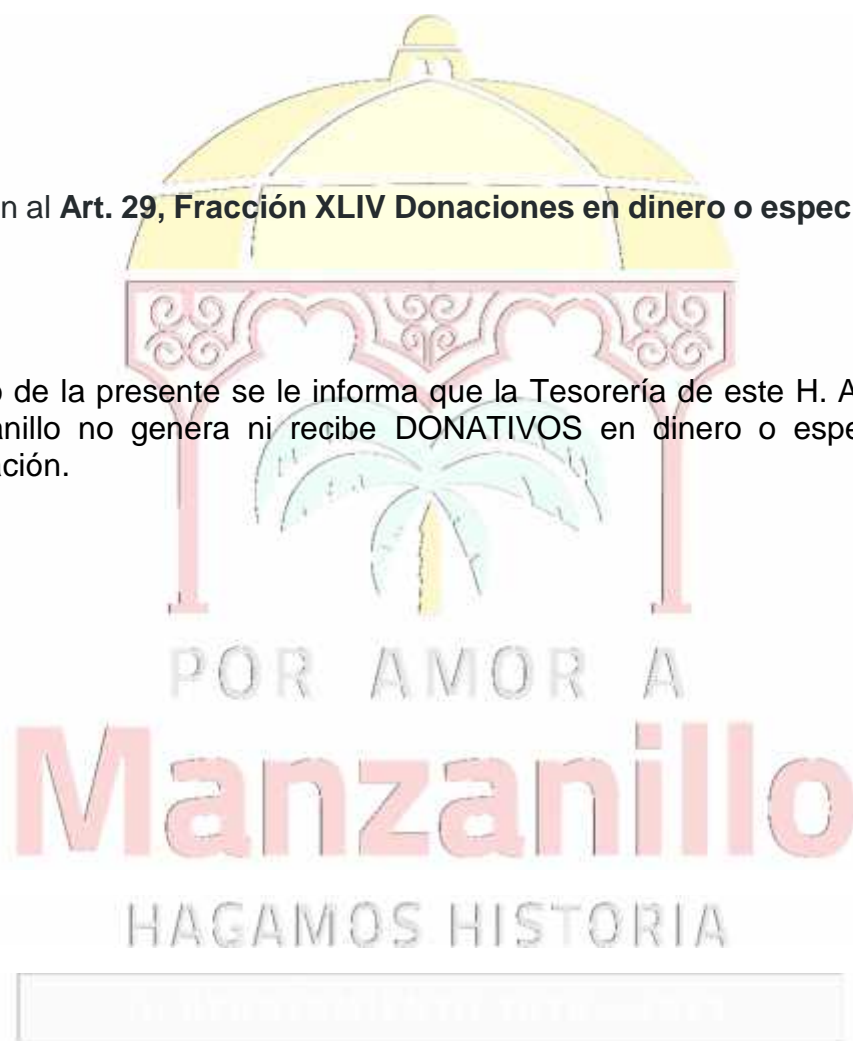 n al Art. 29, Fracción XLIV Donaciones en dinero o espec
o de la presente se le informa que la Tesorería de este H. A
anillo no genera ni recibe DONATIVOS en dinero o espe
ación.
POR AMOR A
Manzanillo
HAGAMOS HISTORIA